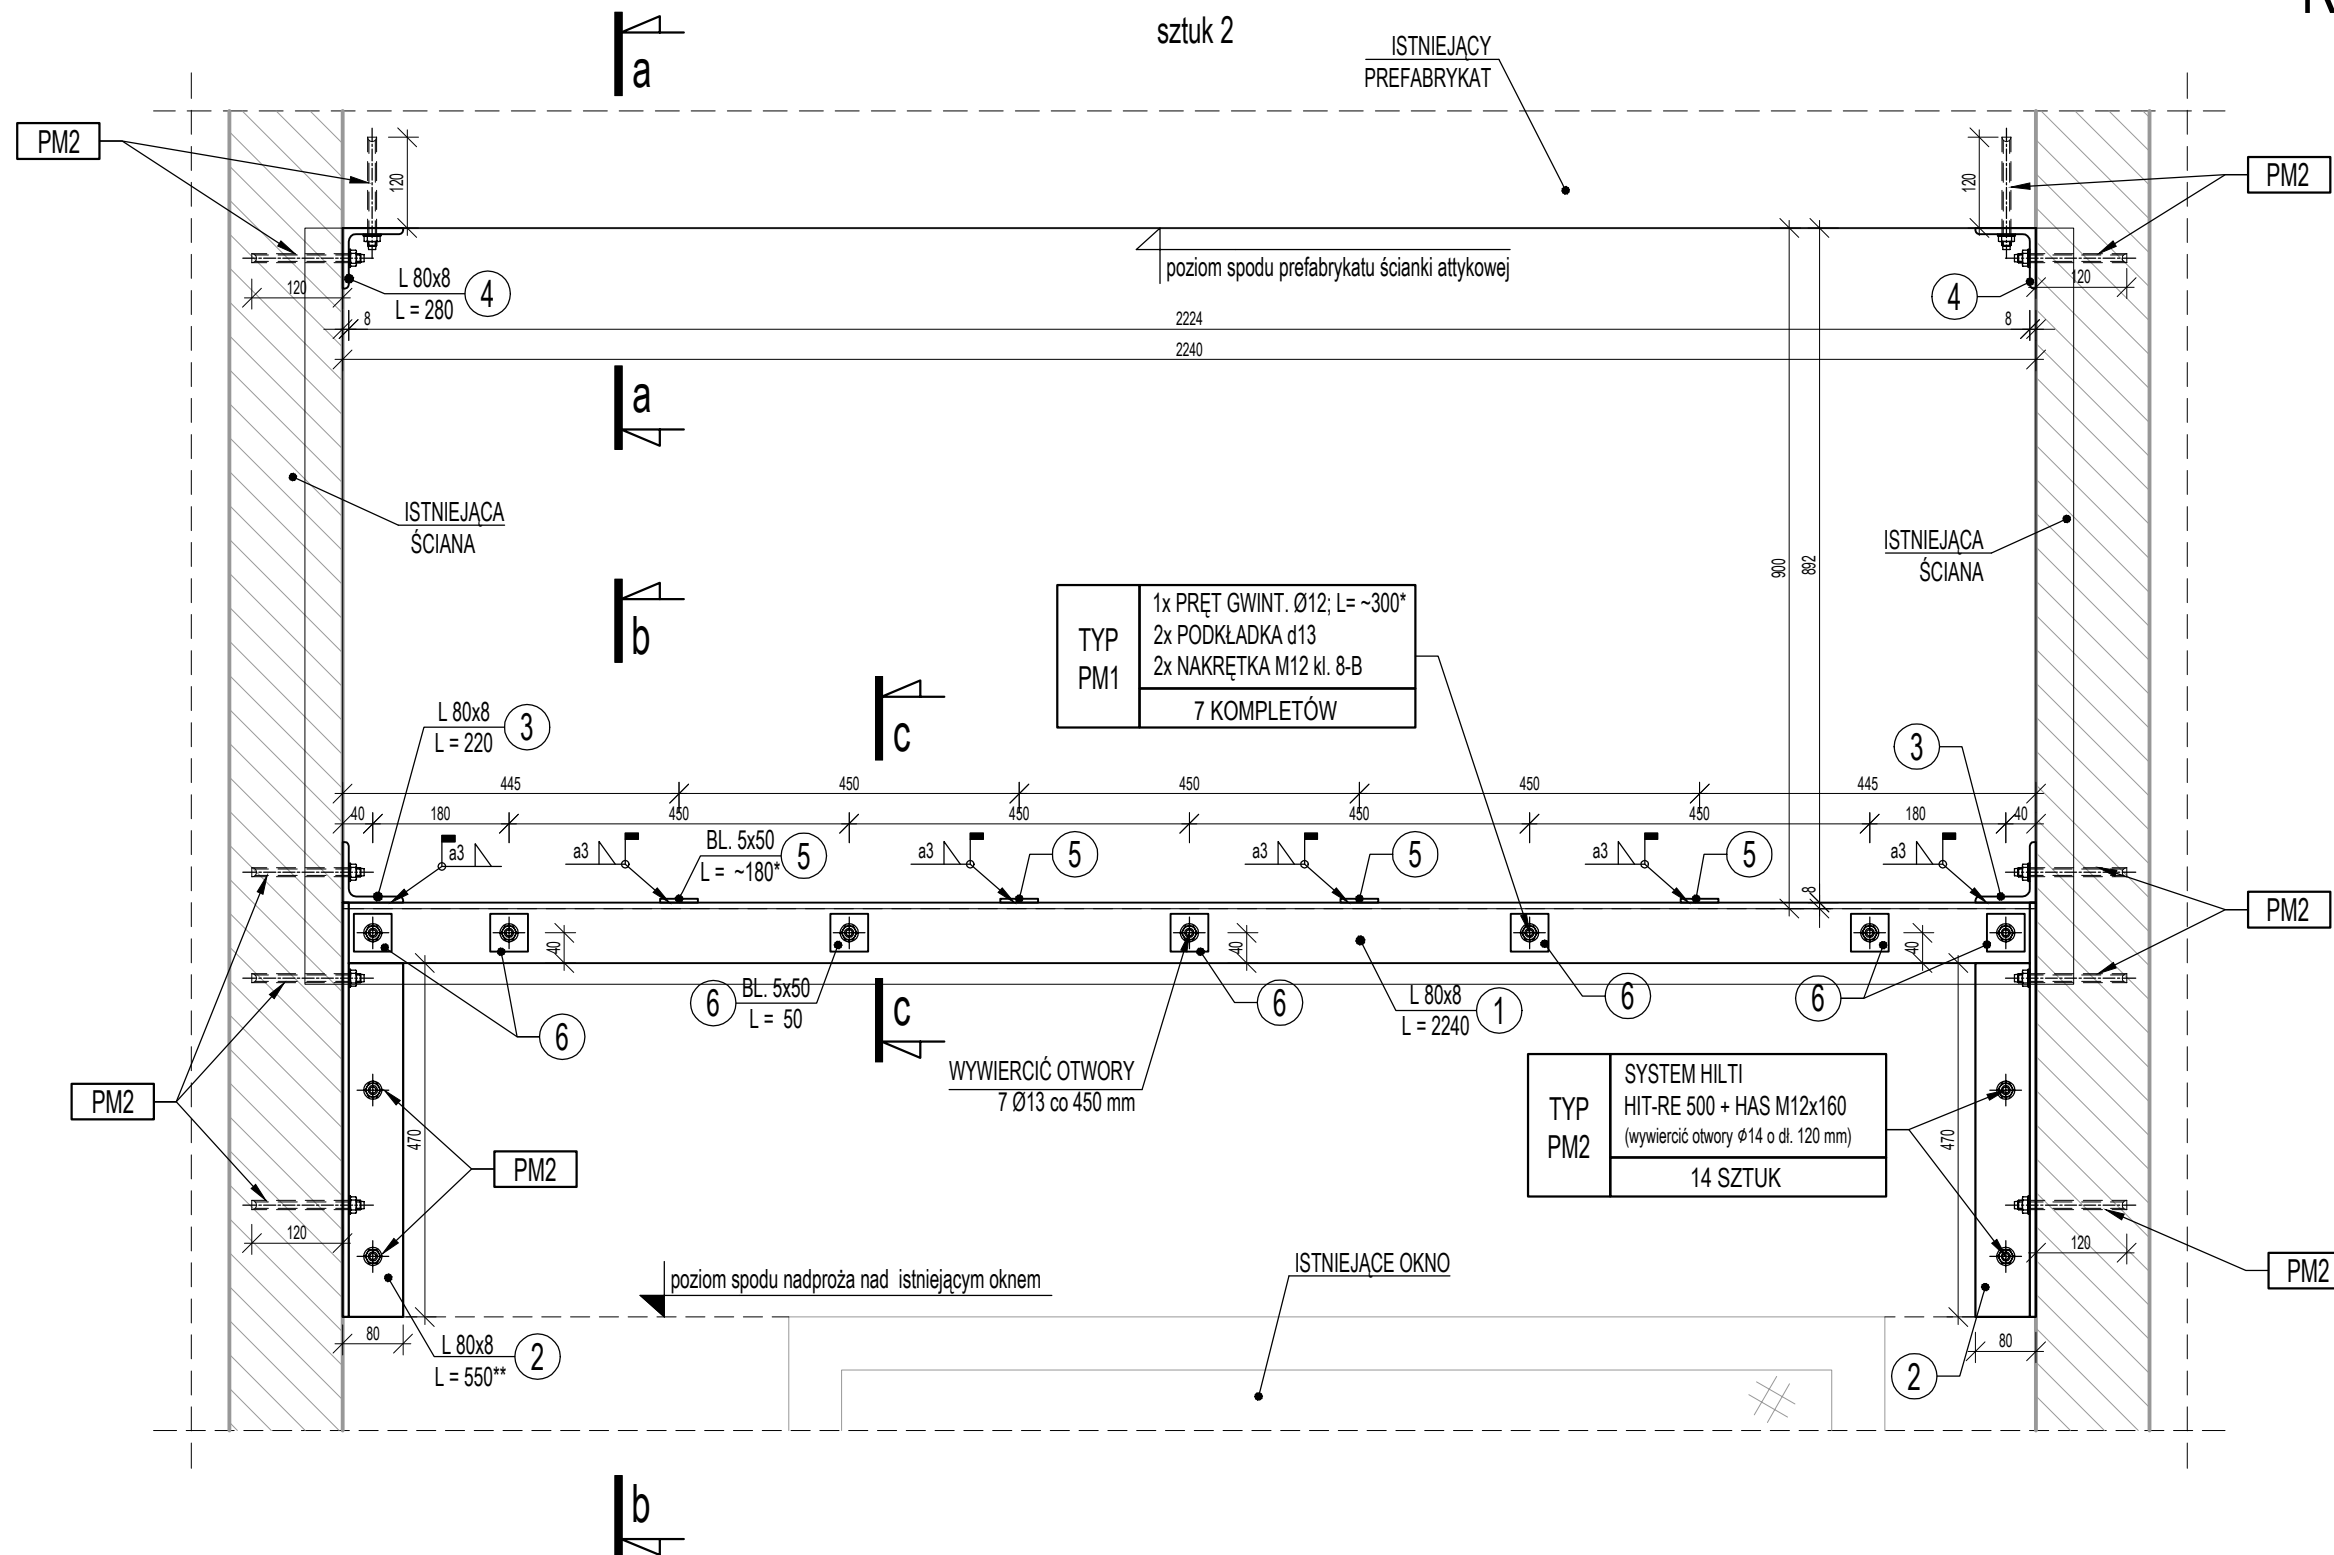 sztuk 2
a
ISTNIEJĄCY
PREFABRYKAT
PM2
120
120
PM2
poziom spodu prefabrykatu ścianki attykowej
L 80x8
L = 280
4
120
4
120
8
2224
8
2240
a
ISTNIEJĄCA
ŚCIANA
ISTNIEJĄCA
ŚCIANA
900
892
b
TYP
PM1
1x PRĘT GWINT. Ø12; L= ~300*
2x PODKŁADKA d13
2x NAKRĘTKA M12 kl. 8-B
7 KOMPLETÓW
c
L 80x8
L = 220
3
3
445
450
450
450
445
40
180
450
450
450
450
180
40
a3
a3
BL. 5x50
L = ~180*
5
a3
5
a3
5
a3
5
a3
8
40
40
40
PM2
6
6
BL. 5x50
L = 50
c
6
L 80x8
L = 2240
1
6
6
WYWIERCIĆ OTWORY
7 Ø13 co 450 mm
PM2
470
PM2
TYP
PM2
SYSTEM HILTI
HIT-RE 500 + HAS M12x160
(wywiercić otwory ϕ14 o dł. 120 mm)
14 SZTUK
470
120
120
PM2
poziom spodu nadproża nad istniejącym oknem
ISTNIEJĄCE OKNO
80
L 80x8
L = 550**
2
80
2
b